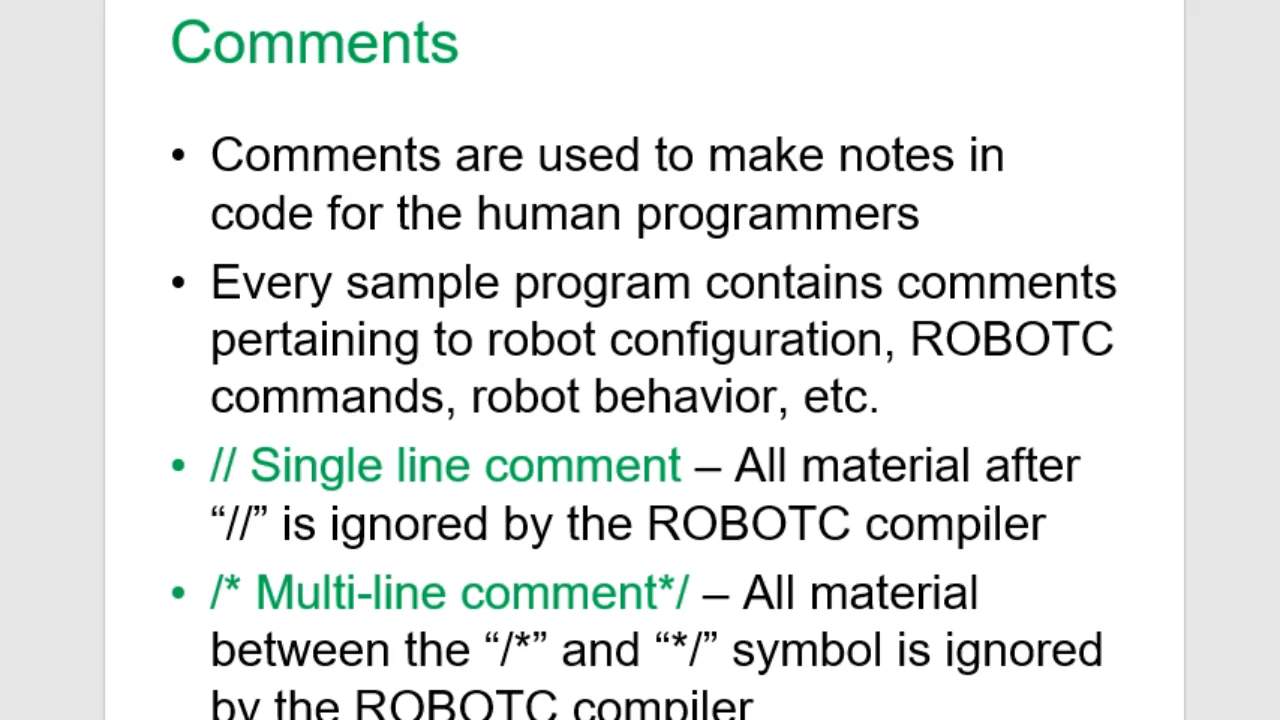 Comments
• Comments are used to make notes in
code for the human programmers
• Every sample program contains comments
pertaining to robot configuration, ROBOTC
commands, robot behavior, etc.
• // Single line comment – All material after
“//” is ignored by the ROBOTC compiler
• /* Multi-line comment*/ – All material
between the “/*” and “*/” symbol is ignored
by the ROBOTC compiler